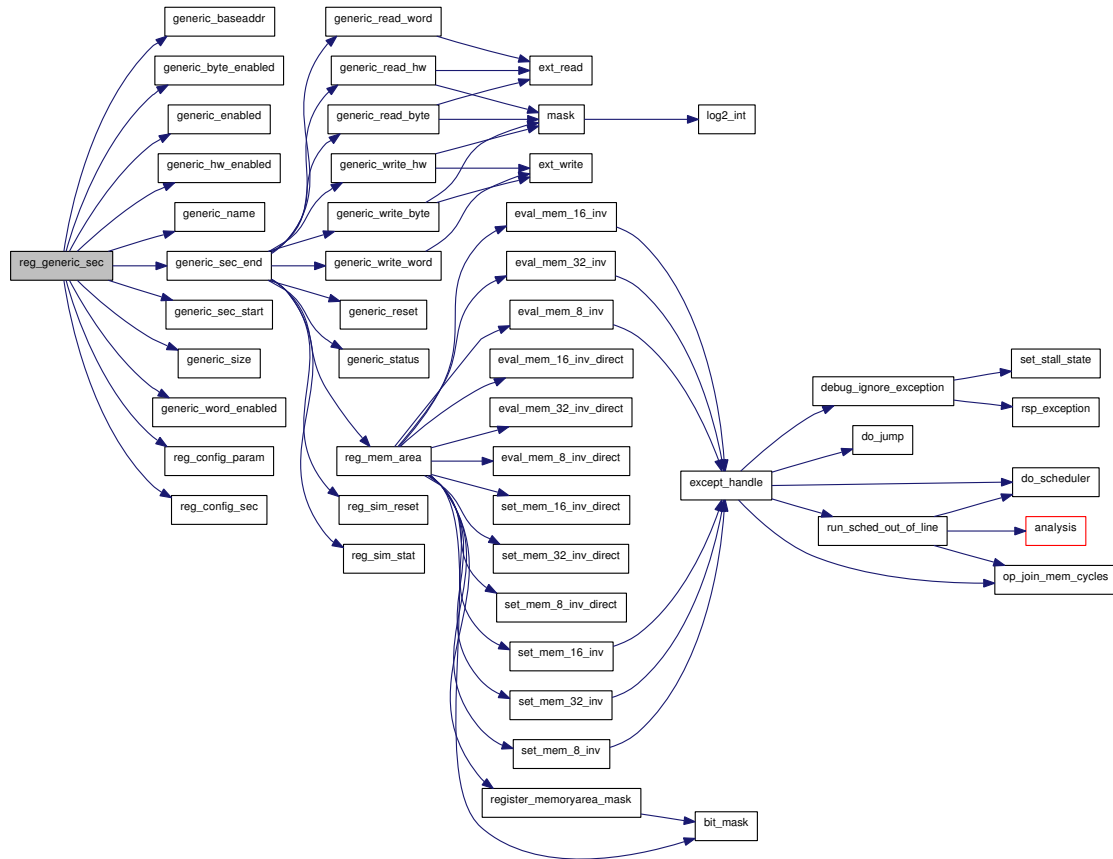 reg_generic_sec
generic_baseaddr
generic_byte_enabled
generic_enabled
generic_hw_enabled
generic_name
generic_sec_end
generic_sec_start
generic_size
generic_word_enabled
reg_config_param
reg_config_sec
generic_read_word
generic_read_hw
generic_read_byte
generic_write_hw
generic_write_byte
generic_write_word
generic_reset
generic_status
reg_mem_area
reg_sim_reset
reg_sim_stat
ext_read
mask
ext_write
eval_mem_16_inv
eval_mem_32_inv
eval_mem_8_inv
eval_mem_16_inv_direct
eval_mem_32_inv_direct
eval_mem_8_inv_direct
set_mem_16_inv_direct
set_mem_32_inv_direct
set_mem_8_inv_direct
set_mem_16_inv
set_mem_32_inv
set_mem_8_inv
register_memoryarea_mask
log2_int
except_handle
bit_mask
debug_ignore_exception
do_jump
run_sched_out_of_line
set_stall_state
rsp_exception
do_scheduler
analysis
op_join_mem_cycles